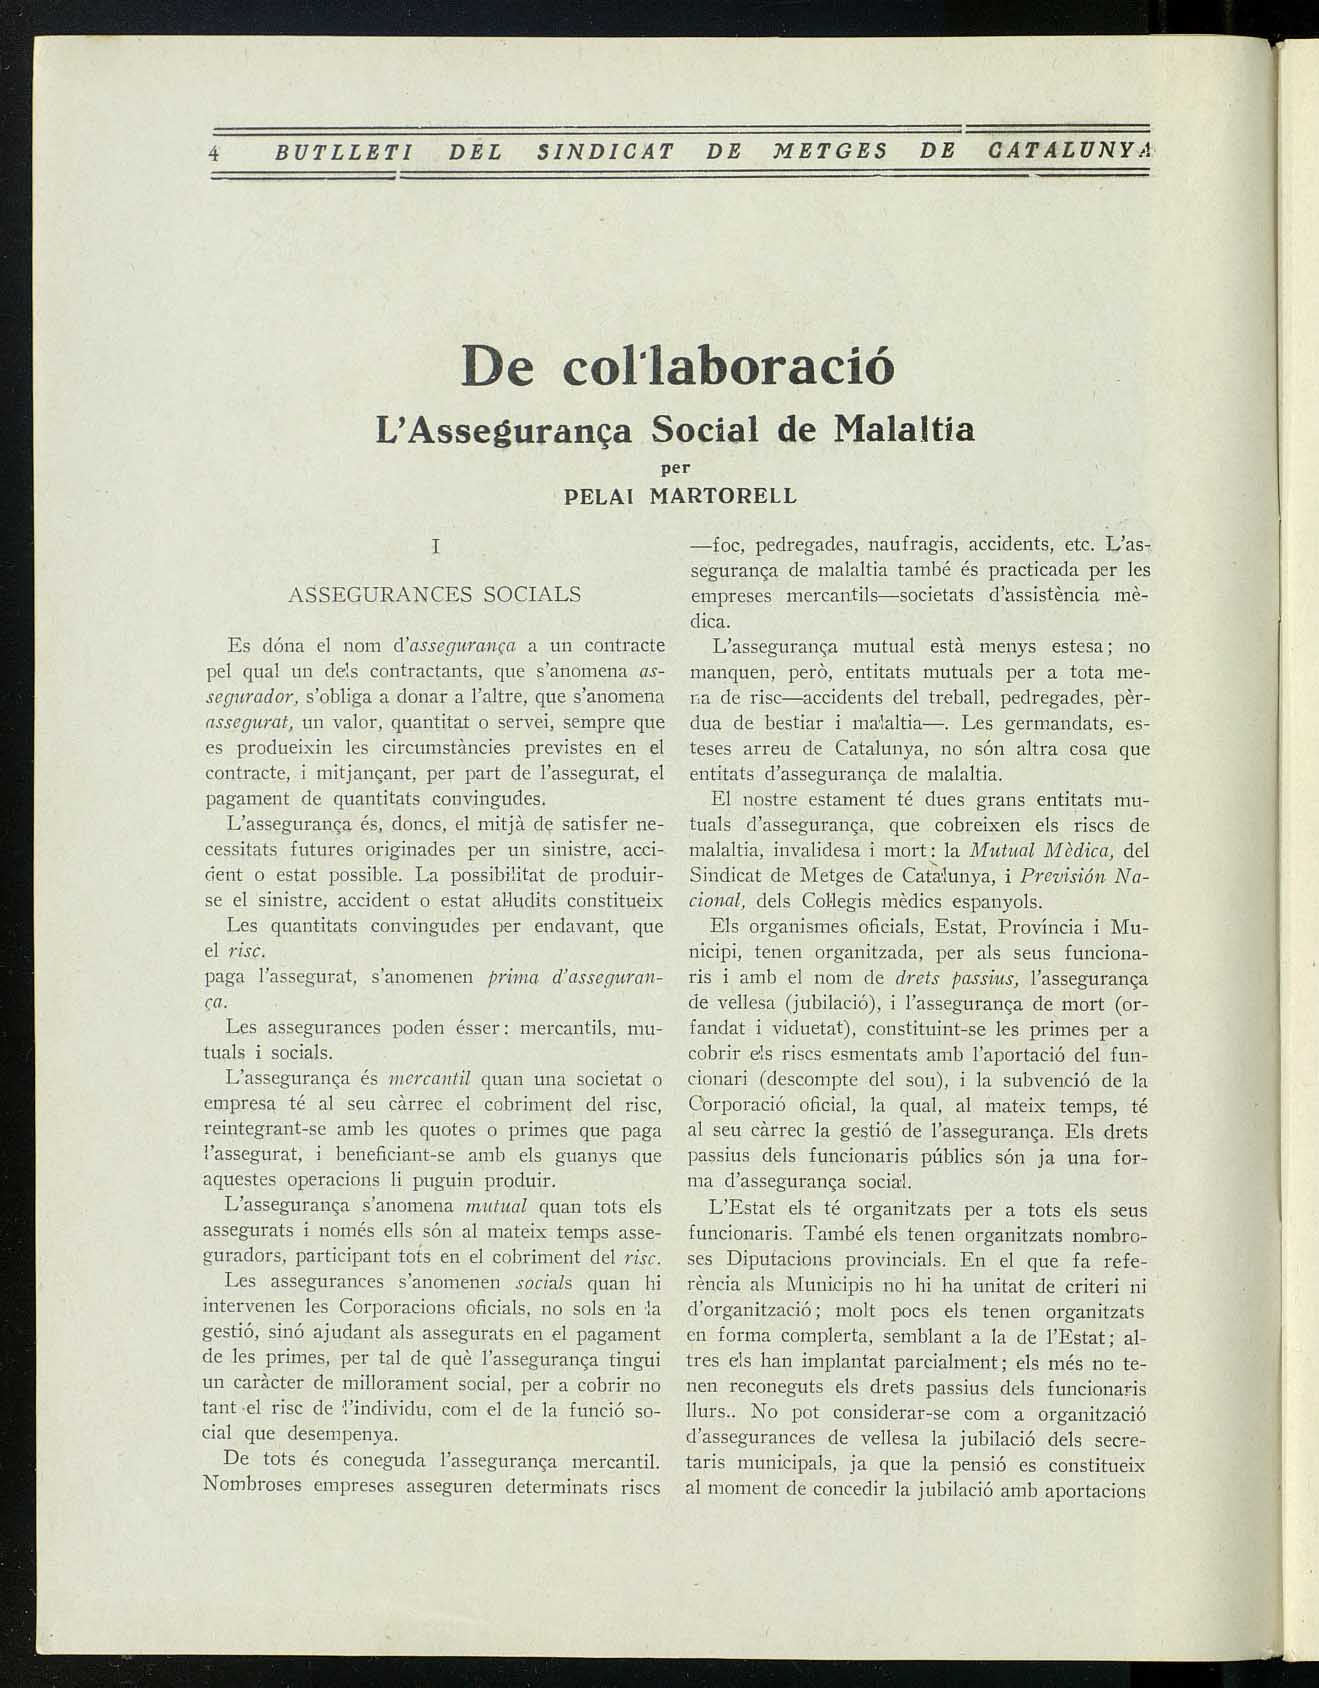 4 BUTLLETI DEL SINDICAT DE METGES DE CATALUNYA
De col·laboració
L'Assegurança Social de Malaltia
per
PELAI MARTORELL
I
ASSEGURANCES SOCIALS
Es dóna el nom d'assegurança a un contracte
pel qual un dels contractants, que s'anomena as-
segurador, s'obliga a donar a l'altre, que s'anomena
assegurat, un valor, quantitat o servei, sempre que
es produeixin les circumstàncies previstes en el
contracte, i mitjançant, per part de l'assegurat, el
pagament de quantitats convingudes.
L'assegurança és, doncs, el mitjà de satisfer ne-
cessitats futures originades per un sinistre, acci-
dent o estat possible. La possibilitat de produir-
se el sinistre, accident o estat al·ludits constitueix
Les quantitats convingudes per endavant, que
el risc.
paga l'assegurat, s'anomenen prima d'asseguran-
ça.
Les assegurances poden ésser: mercantils, mu-
tuals i socials.
L'assegurança és mercantil quan una societat o
empresa té al seu càrrec el cobriment del risc,
reintegrant-se amb les quotes o primes que paga
l'assegurat, i beneficiant-se amb els guanys que
aquestes operacions li puguin produir.
L'assegurança s'anomena mutual quan tots els
assegurats i només ells són al mateix temps asse-
guradors, participant tots en el cobriment del risc.
Les assegurances s'anomenen socials quan hi
intervenen les Corporacions oficials, no sols en la
gestió, sinó ajudant als assegurats en el pagament
de les primes, per tal de què l'assegurança tingui
un caràcter de millorament social, per a cobrir no
tant el risc de l'individu, com el de la funció so-
cial que desempenya.
De tots és coneguda l'assegurança mercantil.
Nombroses empreses asseguren determinats riscs
—foc, pedregades, naufragis, accidents, etc. L'as-
segurança de malaltia també és practicada per les
empreses mercantils—societats d'assistència mè-
dica.
L'assegurança mutual està menys estesa; no
manquen, però, entitats mutuals per a tota me-
na de risc—accidents del treball, pedregades, pèr-
dua de bestiar i malaltia—. Les germandats, es-
teses arreu de Catalunya, no són altra cosa que
entitats d'assegurança de malaltia.
El nostre estament té dues grans entitats mu-
tuals d'assegurança, que cobreixen els riscs de
malaltia, invalidesa i mort: la Mutual Mèdica, del
Sindicat de Metges de Catalunya, i Previsión Na-
cional, dels Col·legis mèdics espanyols.
Els organismes oficials, Estat, Província i Mu-
nicipi, tenen organitzada, per als seus funciona-
ris i amb el nom de drets passius, l'assegurança
de vellesa (jubilació), i l'assegurança de mort (or-
fandat i viduetat), constituint-se les primes per a
cobrir els riscs esmentats amb l'aportació del fun-
cionari (descompte del sou), i la subvenció de la
Corporació oficial, la qual, al mateix temps, té
al seu càrrec la gestió de l'assegurança. Els drets
passius dels funcionaris públics són ja una for-
ma d'assegurança social.
L'Estat els té organitzats per a tots els seus
funcionaris. També els tenen organitzats nombro-
ses Diputacions provincials. En el que fa refe-
rència als Municipis no hi ha unitat de criteri ni
d'organització; molt pocs els tenen organitzats
en forma complerta, semblant a la de l'Estat; al-
tres els han implantat parcialment; els més no te-
nen reconeguts els drets passius dels funcionaris
llurs.. No pot considerar-se com a organització
d'assegurances de vellesa la jubilació dels secre-
taris municipals, ja que la pensió es constitueix
al moment de concedir la jubilació amb aportacions